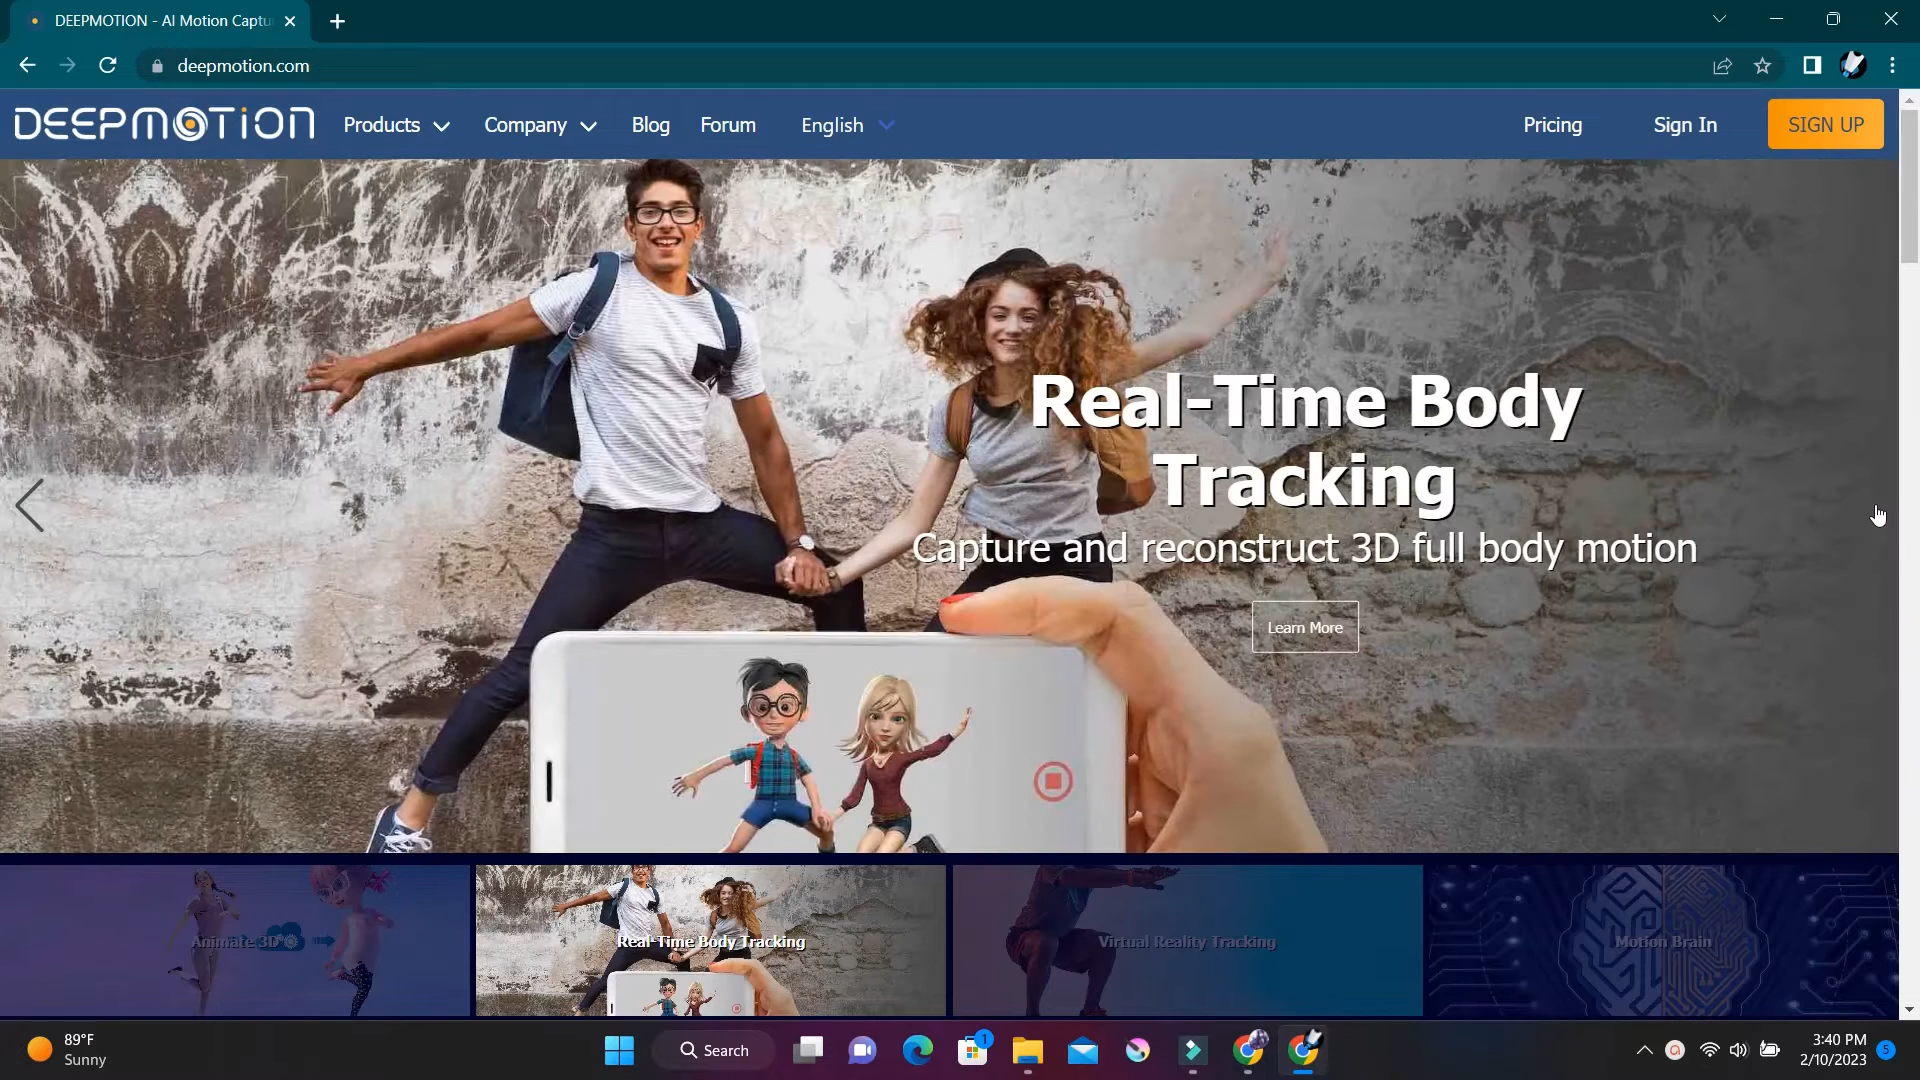 DEEPMOTION - AI Motion Captu
deepmotion.com
DEEPMOTION
Products
Company
Blog
Forum
English
Pricing
Sign In
SIGN UP
Real-Time Body
Tracking
Capture and reconstruct 3D full body motion
Learn More
Animate 3D
Real-Time Body Tracking
Virtual Reality Tracking
Motion Brain
89°F
Sunny
Search
1
3:40 PM
2/10/2023
5